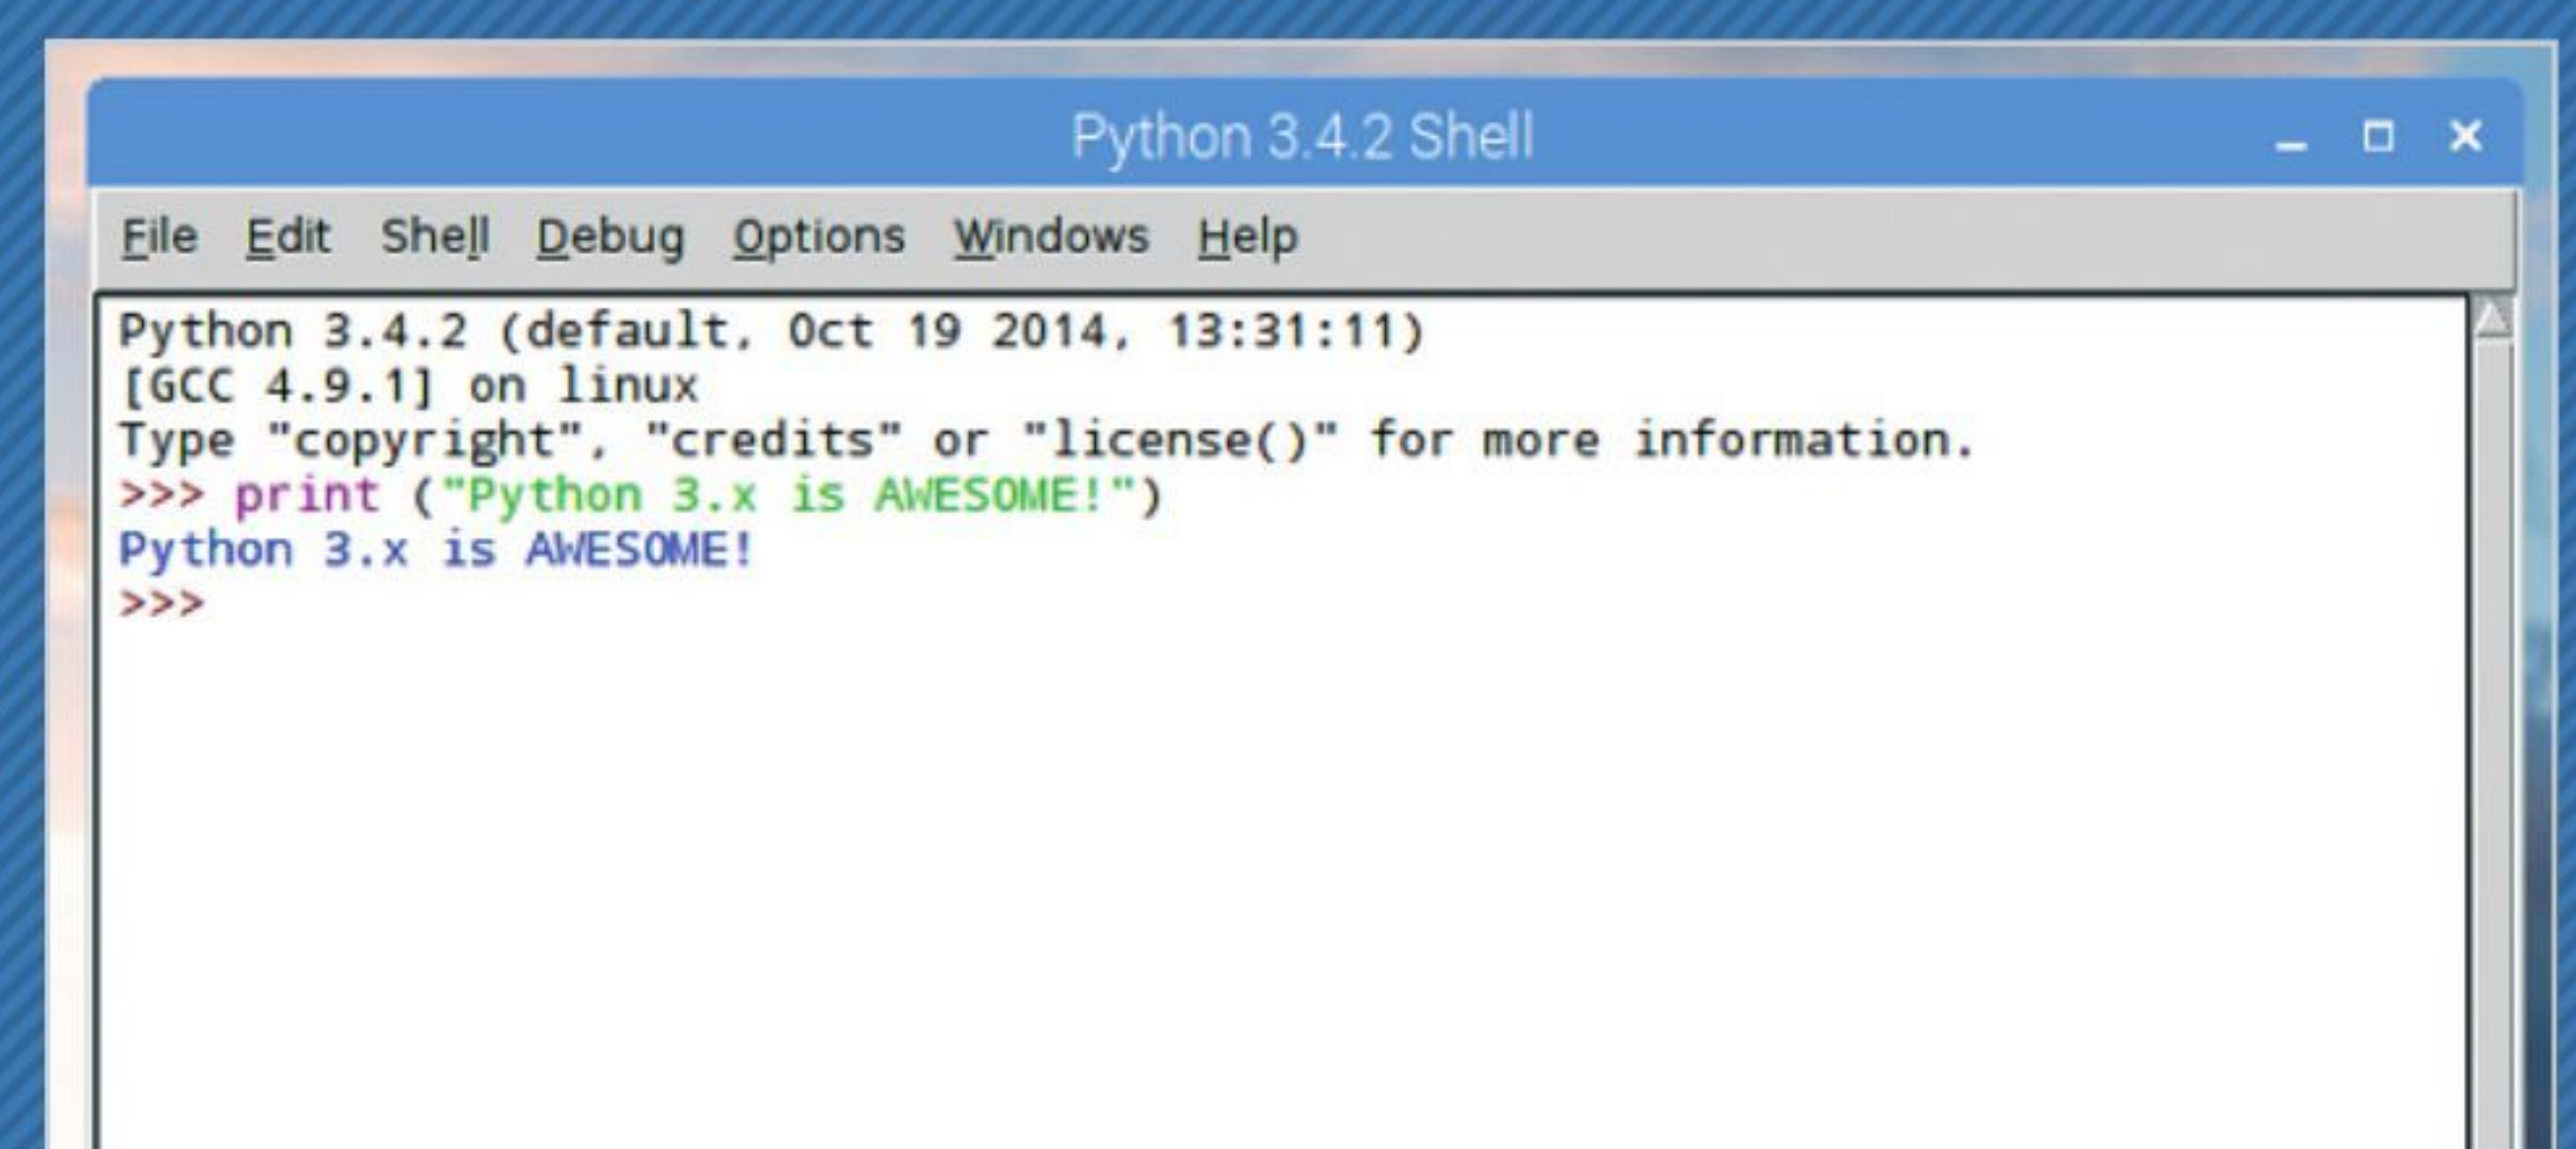 Python 3.4.2 Shell
File Edit Shell Debug Options Windows Help
Python 3.4.2 (default, Oct 19 2014, 13:31:11)
[GCC 4.9.1] on linux
Type "copyright", "credits" or "license()" for more information.
>>> print ("Python 3.x is AWESOME!")
Python 3.x is AWESOME!
>>>